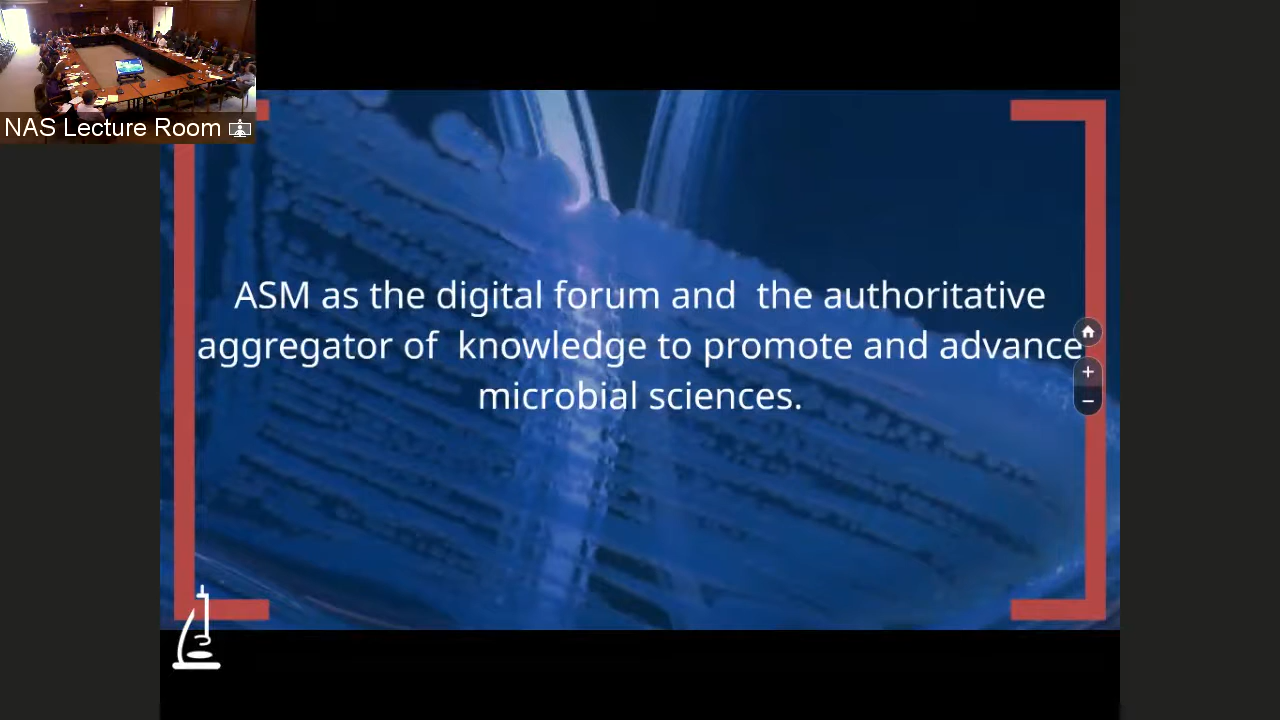 NAS Lecture Room
ASM as the digital forum and the authoritative
aggregator of knowledge to promote and advance
microbial sciences.